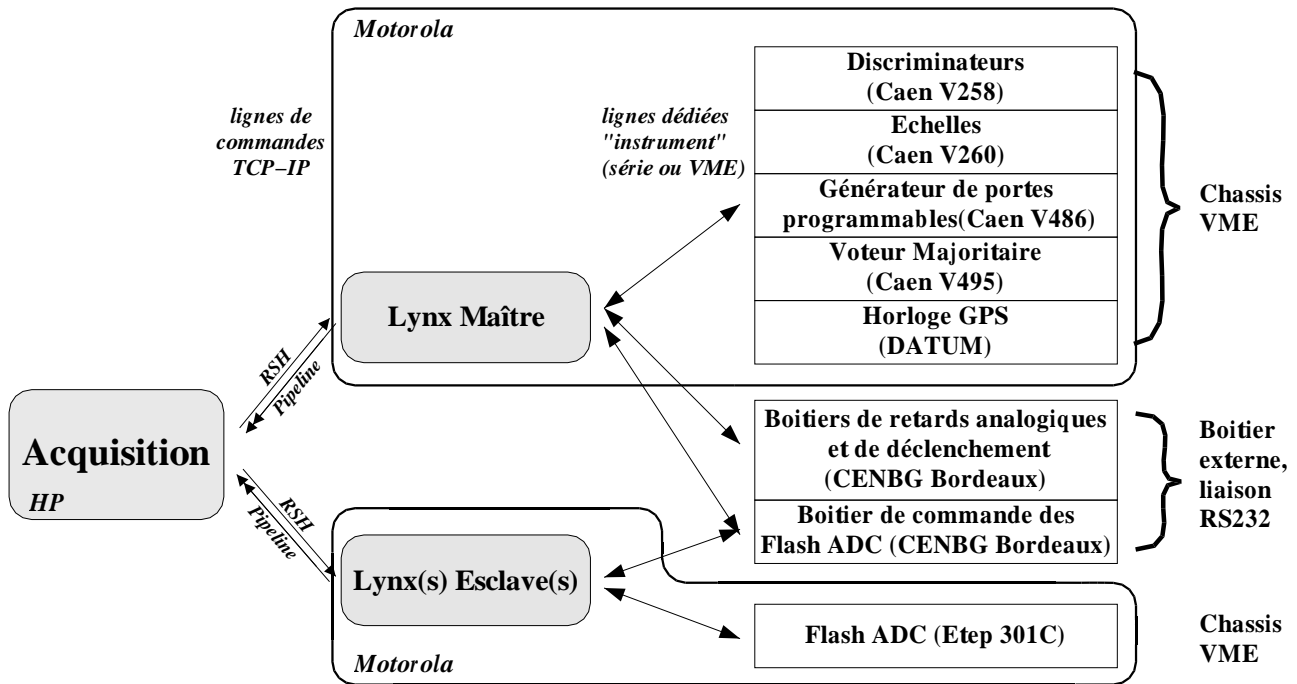 Motorola
lignes de
commandes
TCP–IP
lignes dédiées
"instrument"
(série ou VME)
Discriminateurs
(Caen V258)
Echelles
(Caen V260)
Générateur de portes
programmables(Caen V486)
Voteur Majoritaire
(Caen V495)
Horloge GPS
(DATUM)
Chassis
VME
Lynx Maître
RSH
Pipeline
Acquisition
HP
RSH
Pipeline
Boitiers de retards analogiques
et de déclenchement
(CENBG Bordeaux)
Boitier de commande des
Flash ADC (CENBG Bordeaux)
Boitier
externe,
liaison
RS232
Lynx(s) Esclave(s)
Flash ADC (Etep 301C)
Chassis
VME
Motorola